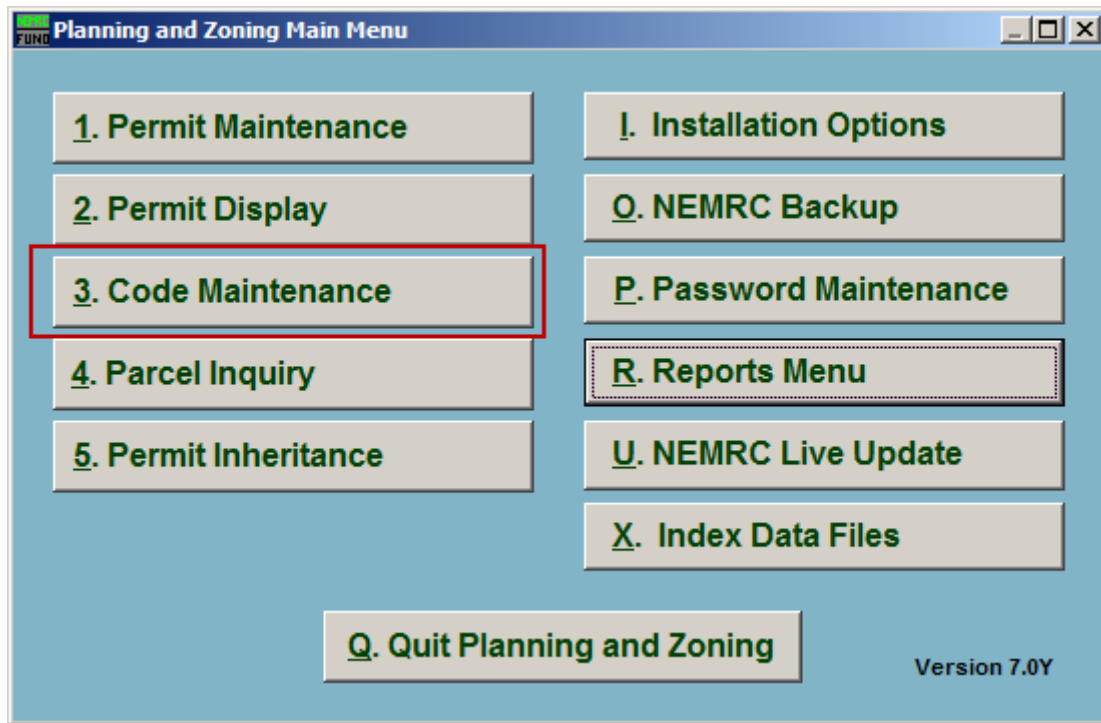 NEMRC
FUND
Planning and Zoning Main Menu
1. Permit Maintenance
2. Permit Display
3. Code Maintenance
4. Parcel Inquiry
5. Permit Inheritance
I. Installation Options
O. NEMRC Backup
P. Password Maintenance
R. Reports Menu
U. NEMRC Live Update
X. Index Data Files
Q. Quit Planning and Zoning
Version 7.0Y